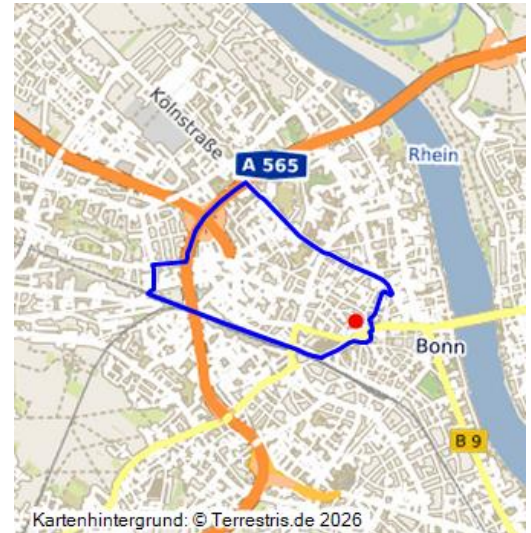 Kölnstraße
A 565
Rhein
Bonn
B 9
Kartenhintergrund: © Terrestris.de 2026